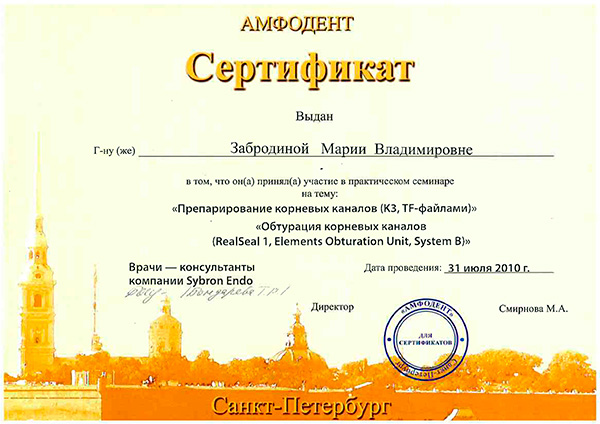 АМФОДЕНТ
Сертификат
Выдан
Г-ну (же) Забродиной Марии Владимировне
в том, что он(а) принял(а) участие в практическом семинаре
на тему:
«Препарирование корневых каналов (К3, TF-файлами)»
«Обтурация корневых каналов
(RealSeal 1, Elements Obturation Unit, System B)»
Врачи — консультанты
компании Sybron Endo
Дата проведения: 31 июля 2010 г.
Директор
Смирнова М.А.
«АМФОДЕНТ»
ДЛЯ
СЕРТИФИКАТОВ
Санкт-Петербург
Санкт-Петербург